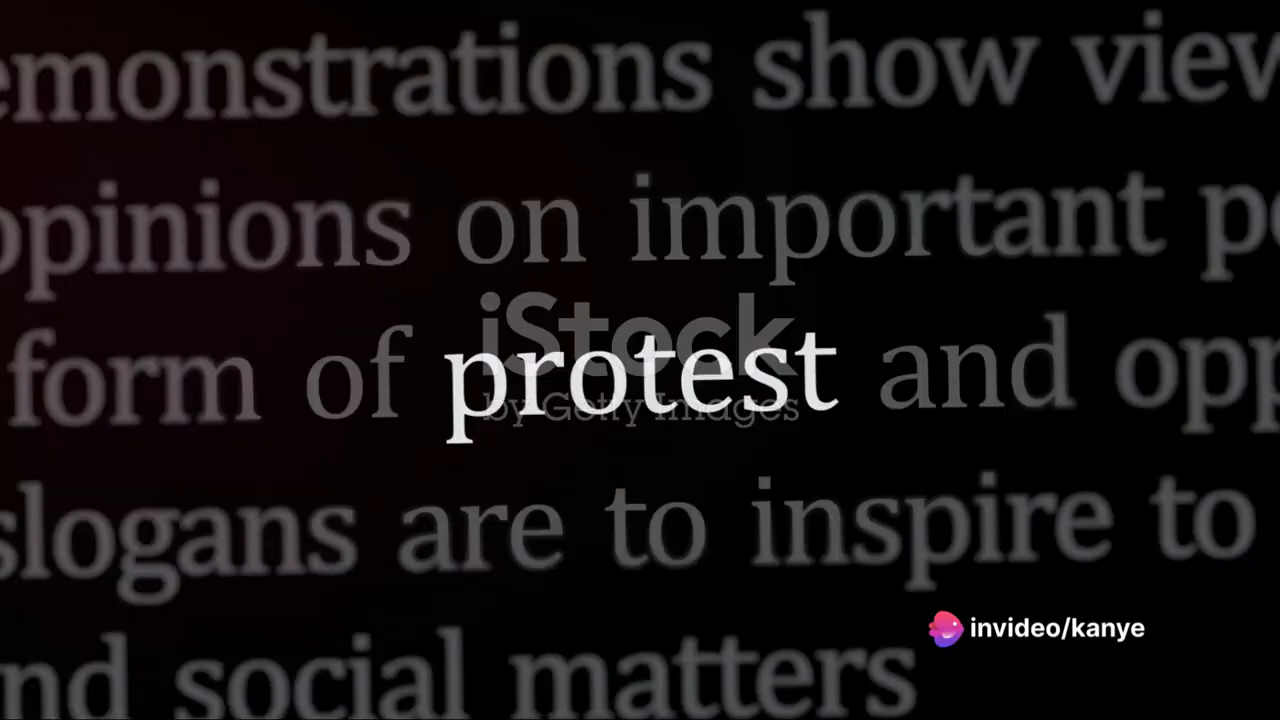 emonstrations show view
opinions on important po
iStock
form of protest and opp
by Getty Images
slogans are to inspire to
invideo/kanye
nd social matters